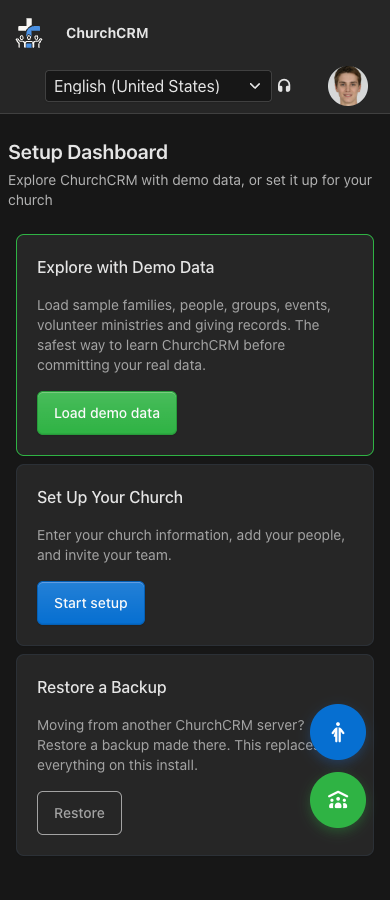 ChurchCRM
English (United States)
Setup Dashboard
Explore ChurchCRM with demo data, or set it up for your
church
Explore with Demo Data
Load sample families, people, groups, events,
volunteer ministries and giving records. The
safest way to learn ChurchCRM before
committing your real data.
Load demo data
Set Up Your Church
Enter your church information, add your people,
and invite your team.
Start setup
Restore a Backup
Moving from another ChurchCRM server?
Restore a backup made there. This replaces
everything on this install.
Restore